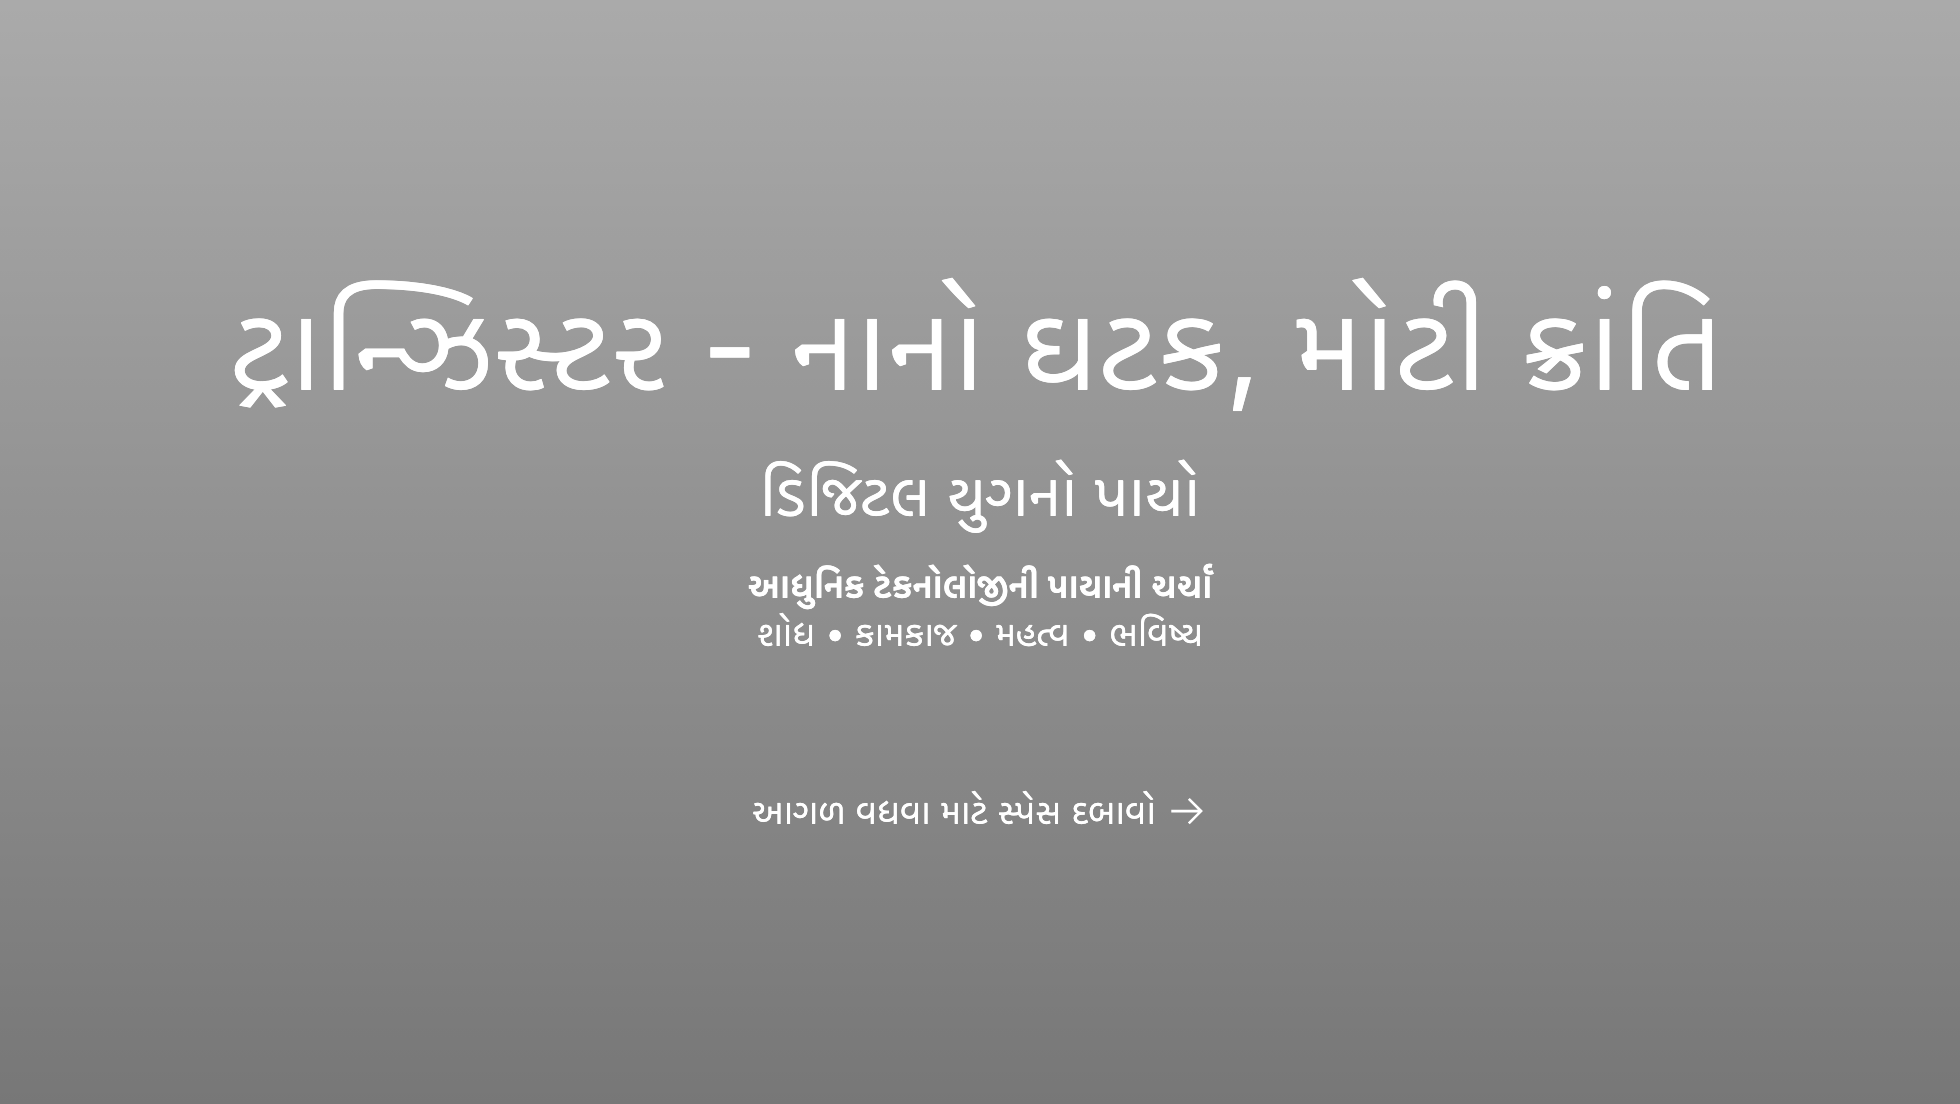 ટ્રાન્ઝિસ્ટર - નાનો ઘટક, મોટી ક્રાંતિ
ડિજિટલ યુગનો પાયો
આધુનિક ટેકનોલોજીની પાયાની ચર્ચા
શોધ • કામકાજ • મહત્વ • ભવિષ્ય
આગળ વધવા માટે સ્પેસ દબાવો →